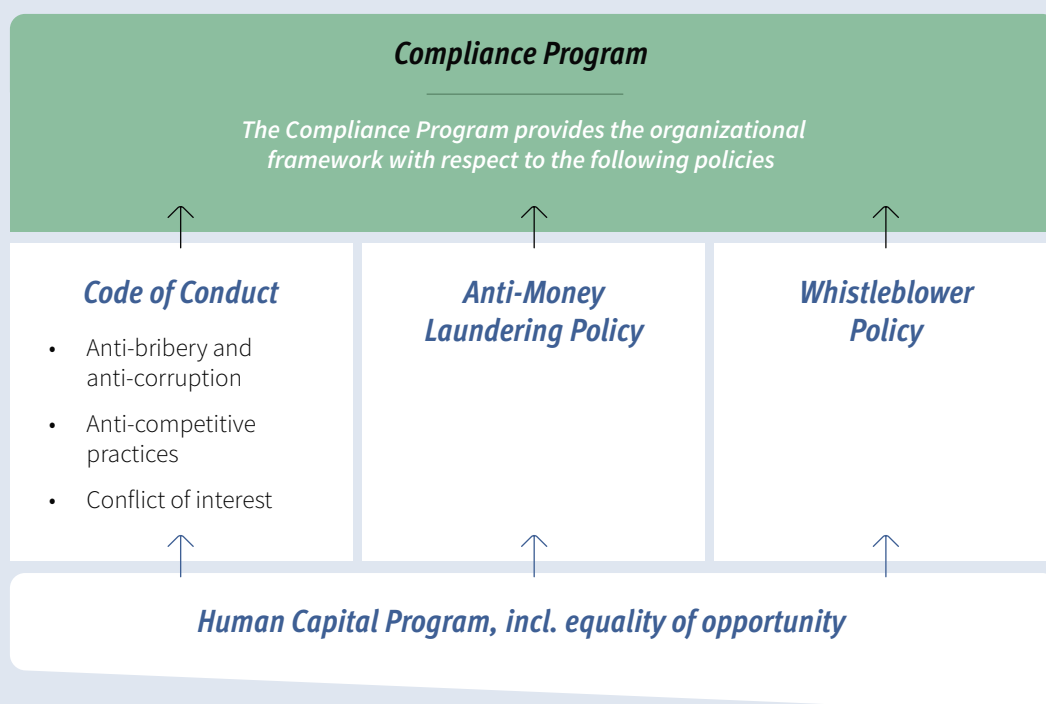 Compliance Program
The Compliance Program provides the organizational
framework with respect to the following policies
Code of Conduct
• Anti-bribery and
anti-corruption
• Anti-competitive
practices
• Conflict of interest
Anti-Money
Laundering Policy
Whistleblower
Policy
Human Capital Program, incl. equality of opportunity